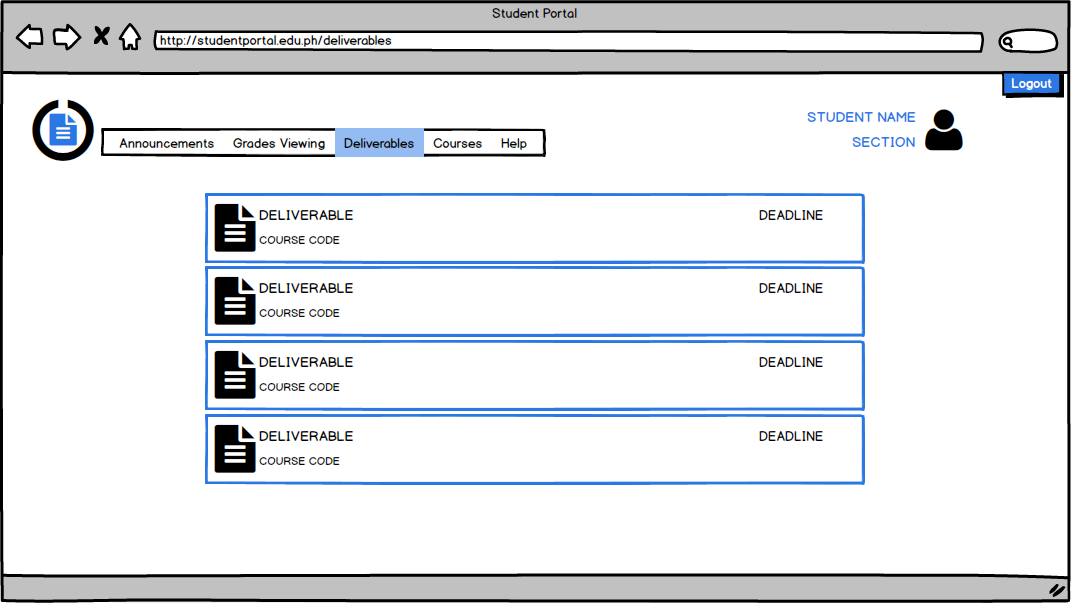 Student Portal
http://studentportal.edu.ph/deliverables
Logout
STUDENT NAME
SECTION
Announcements Grades Viewing Deliverables Courses Help
DELIVERABLE DEADLINE
COURSE CODE
DELIVERABLE DEADLINE
COURSE CODE
DELIVERABLE DEADLINE
COURSE CODE
DELIVERABLE DEADLINE
COURSE CODE